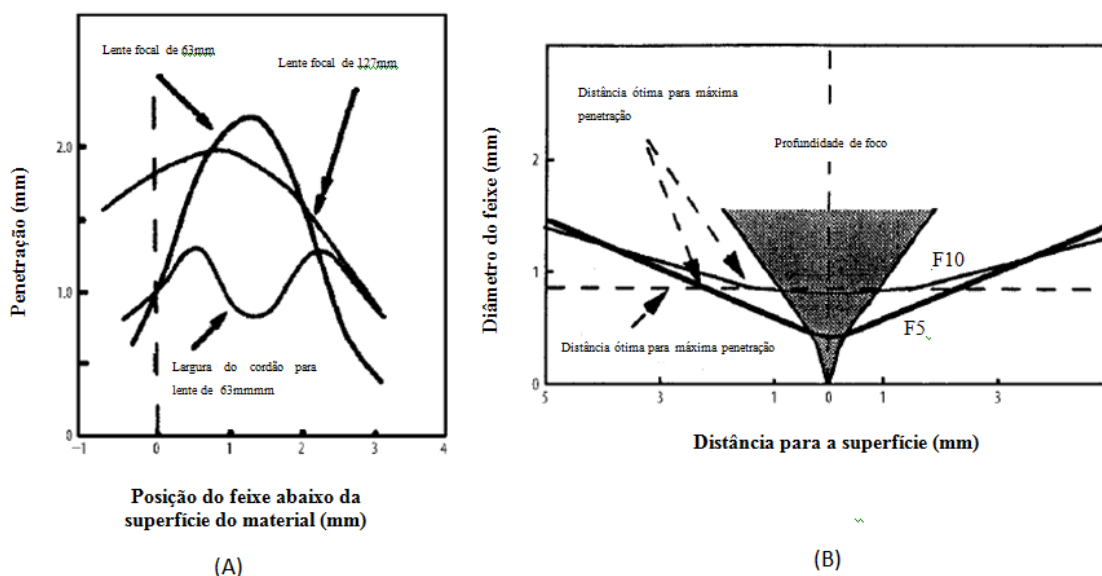 Lente focal de 63mm
Lente focal de 127mm
Penetração (mm)
2.0
1.0
0
Largura do cordão para
lente de 63mmmm
-1 0 1 2 3 4
Posição do feixe abaixo da
superfície do material (mm)
(A)
Distância ótima para máxima
penetração
Profundidade de foco
Diâmetro do feixe (mm)
2
1
0
F10
F5
Distância ótima para máxima penetração
5 3 1 0 1 3
Distância para a superfície (mm)
(B)